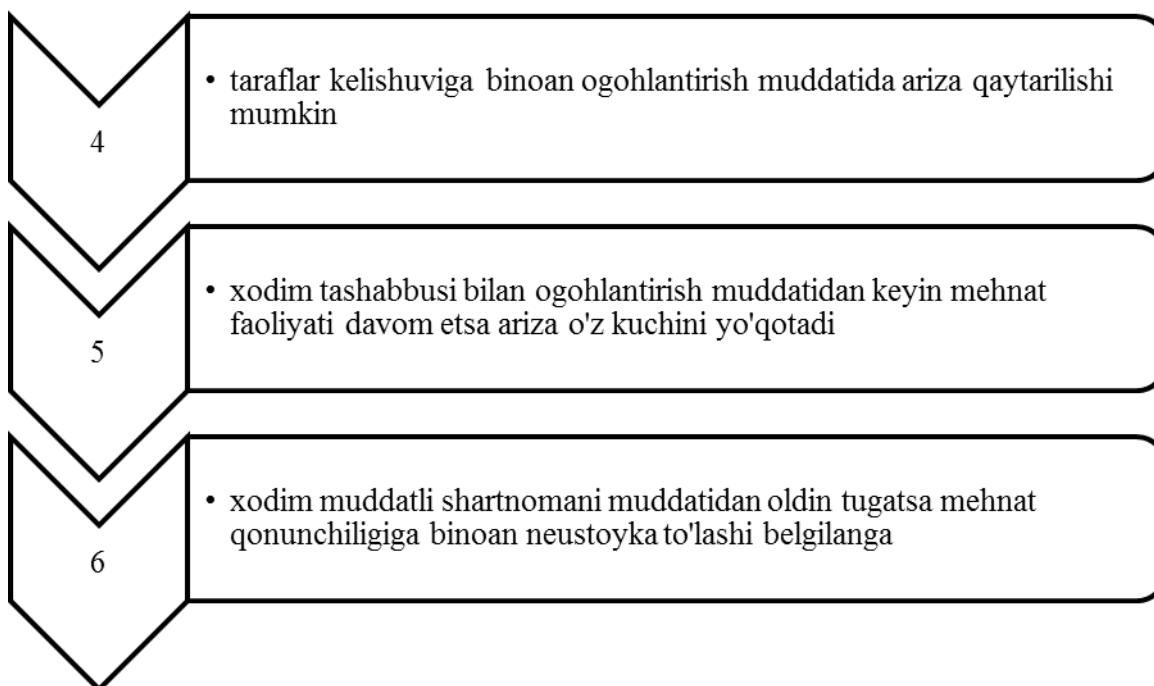 4
• taraflar kelishuviga binoan ogohlantirish muddatida ariza qaytarilishi
mumkin
5
• xodim tashabbusi bilan ogohlantirish muddatidan keyin mehnat
faoliyati davom etsa ariza o'z kuchini yo'qotadi
6
• xodim muddatli shartnomani muddatidan oldin tugatsa mehnat
qonunchiligiga binoan neustoyka to'lashi belgilanga